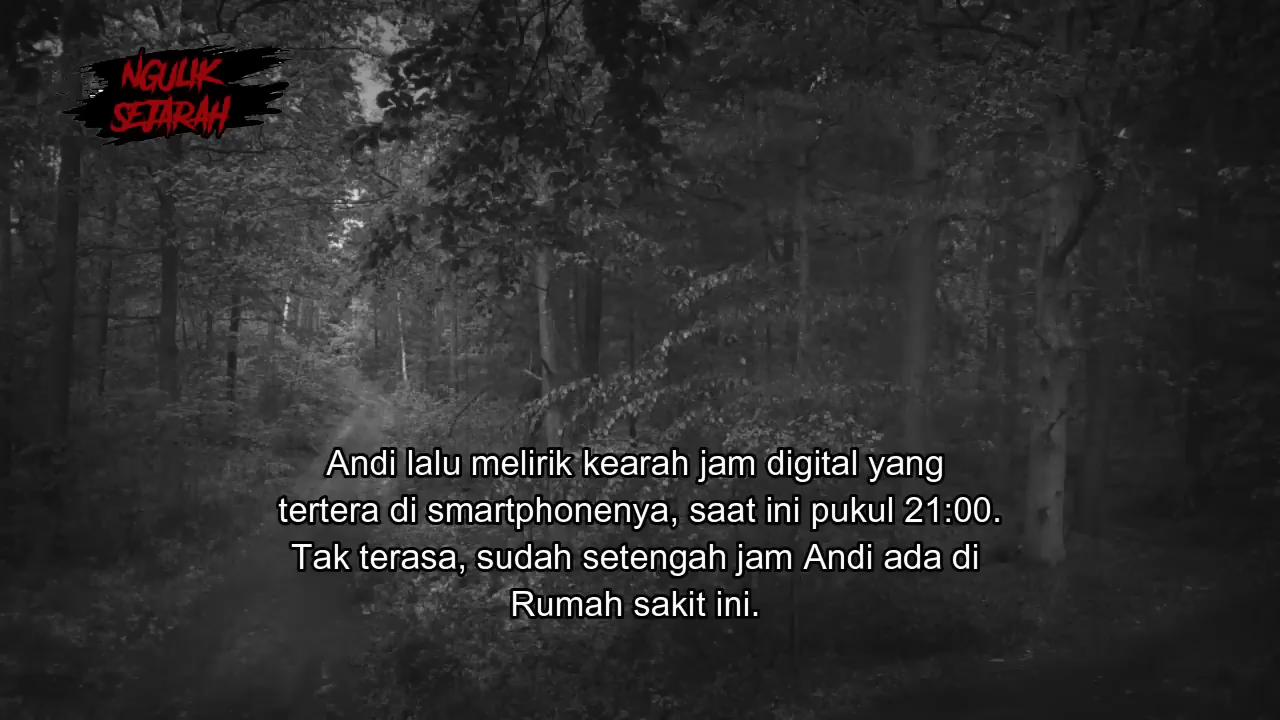 NGULIK
SEJARAH
Andi lalu melirik kearah jam digital yang
tertera di smartphonenya, saat ini pukul 21:00.
Tak terasa, sudah setengah jam Andi ada di
Rumah sakit ini.